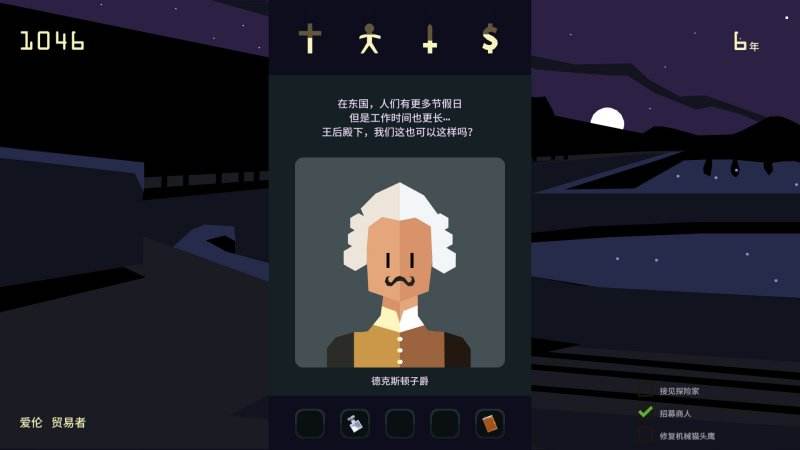 1046
6年
在东国，人们有更多节假日
但是工作时间也更长…
王后殿下，我们这也可以这样吗？
德克斯顿子爵
爱伦 贸易者
接见探险家
招募商人
修复机械猫头鹰